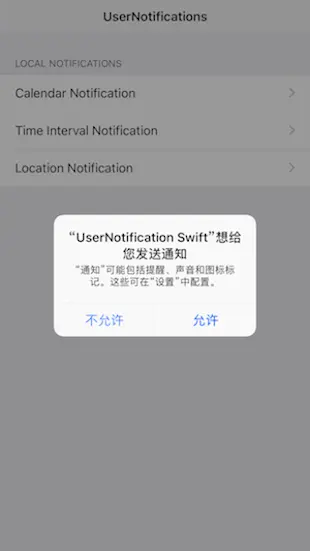 UserNotifications
LOCAL NOTIFICATIONS
Calendar Notification
Time Interval Notification
Location Notification
“UserNotification Swift”想给
您发送通知
“通知”可能包括提醒、声音和图标标
记。这些可在“设置”中配置。
不允许
允许